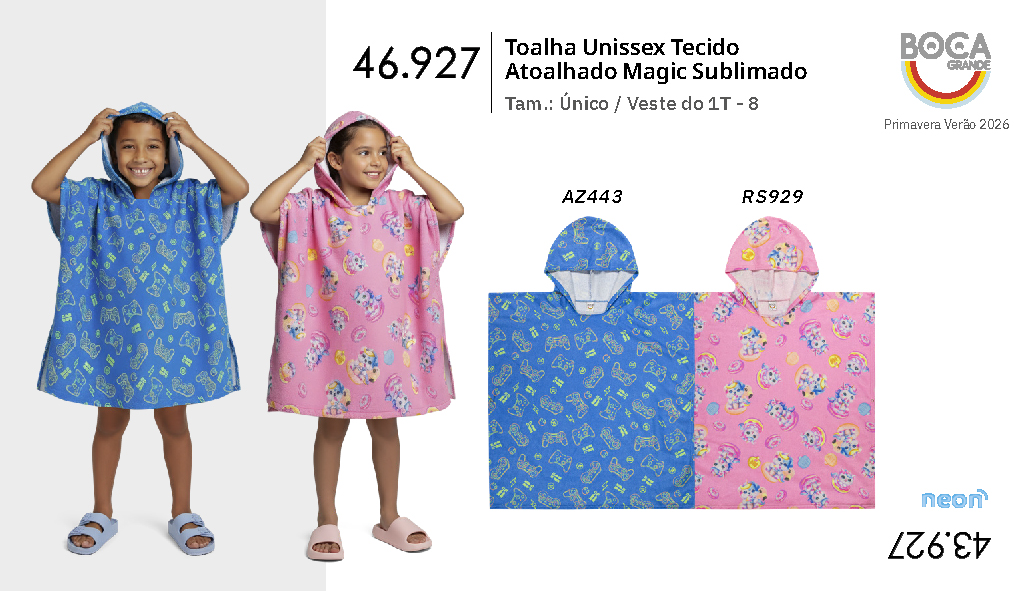 46.927
Toalha Unissex Tecido
Atoalhado Magic Sublimado
Tam.: Único / Veste do 1T - 8
BOCA
GRANDE
Primavera Verão 2026
AZ443
RS929
neon
43.927